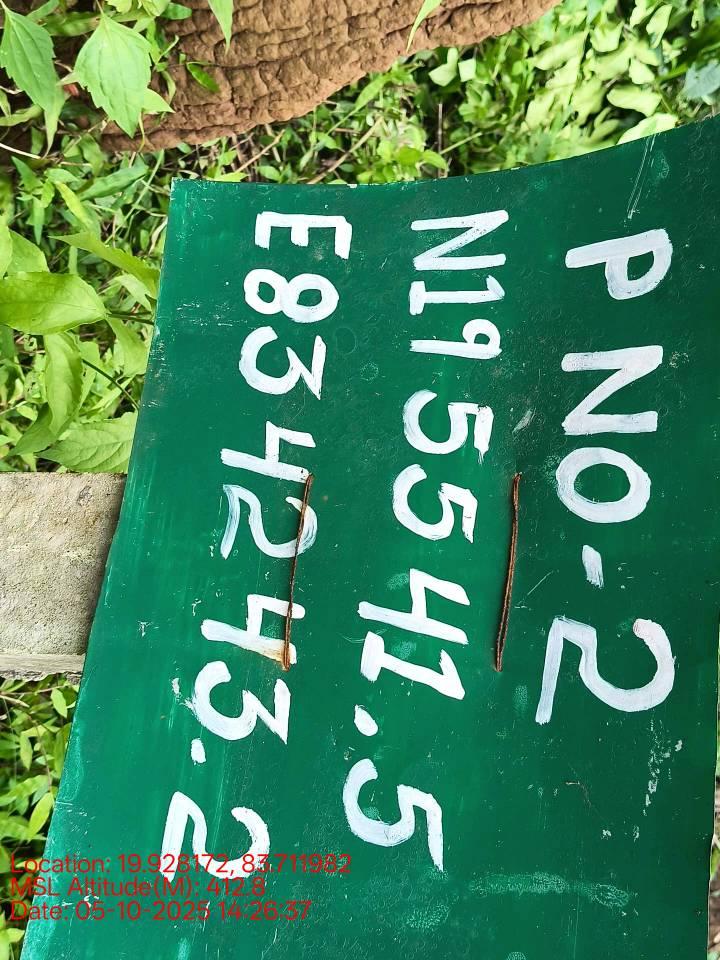 P NO-2
N19 55 41.5
E83 42 43.2
Location: 19.928172, 83.711982
MSL Altitude(M): 412.8
Date: 05-10-2025 14:26:37